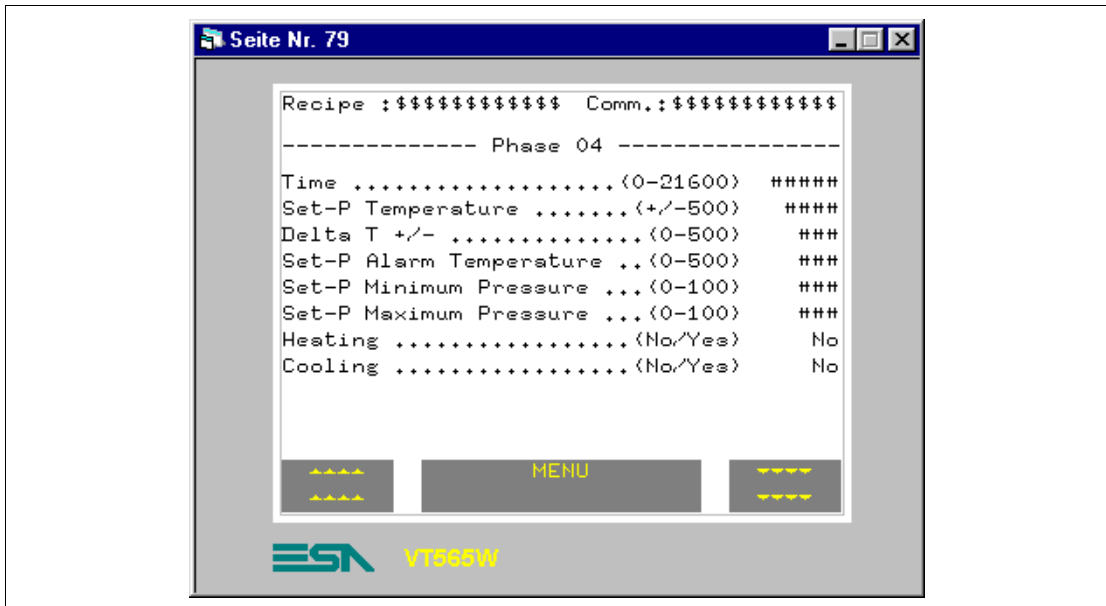 Seite Nr. 79
Recipe :$$$$$$$$$$$$ Comm.:$$$$$$$$$$$$
-------------- Phase 04 ----------------
Time ...................(0-21600) #####
Set-P Temperature .......(+/-500) ####
Delta T +/- ..............(0-500) ###
Set-P Alarm Temperature ..(0-500) ###
Set-P Minimum Pressure ...(0-100) ###
Set-P Maximum Pressure ...(0-100) ###
Heating .................(No/Yes) No
Cooling .................(No/Yes) No
MENU
ESA VT565W